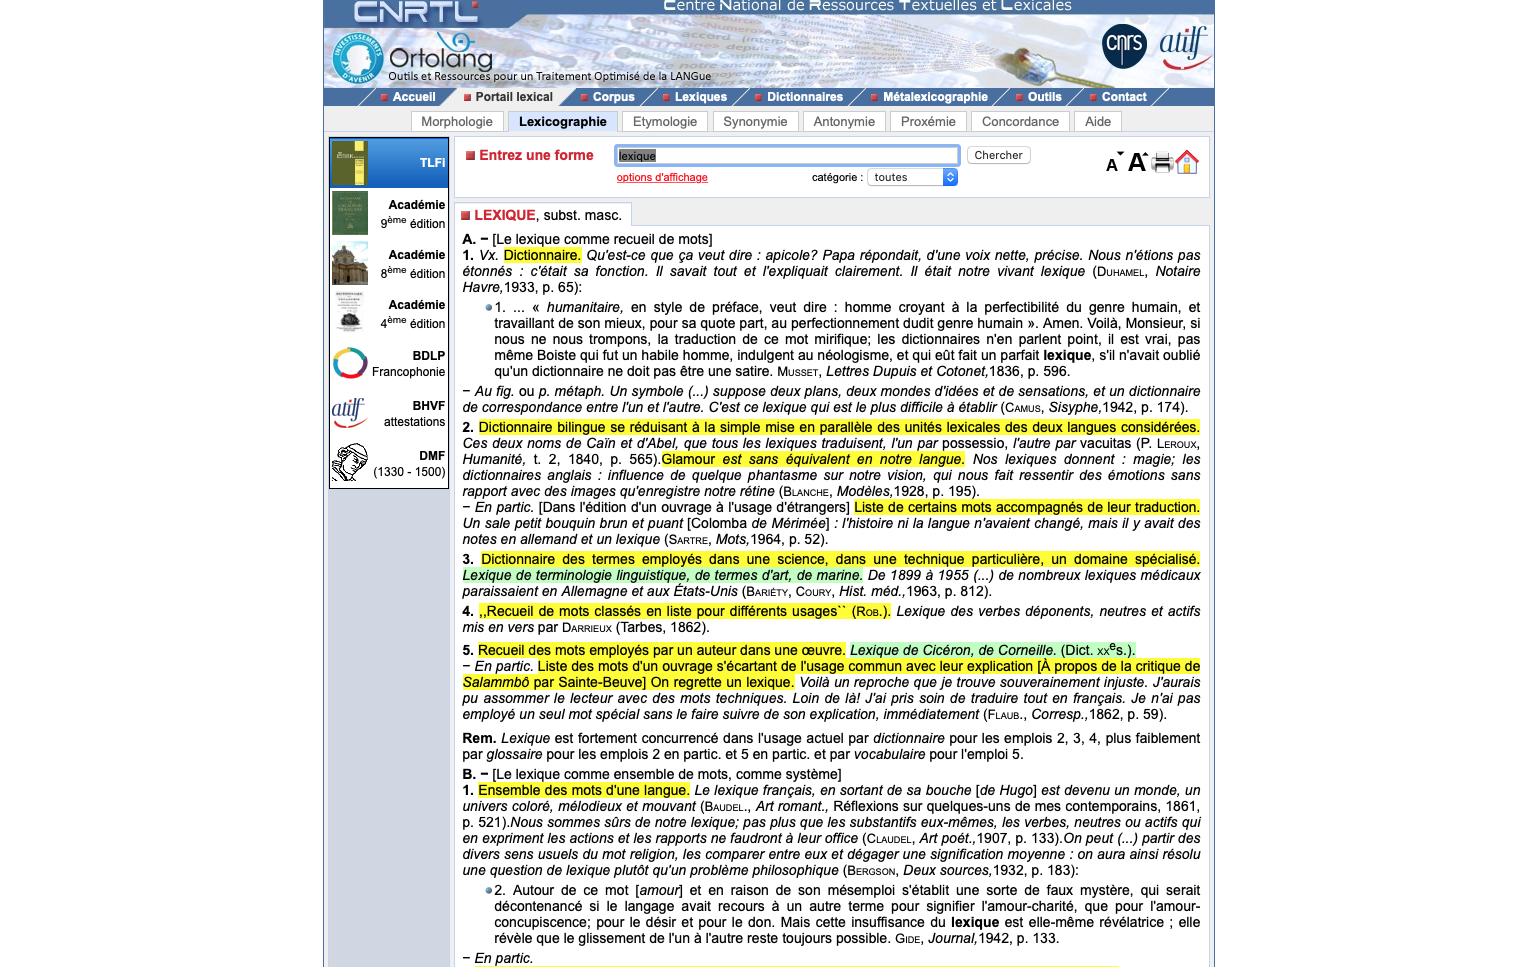 CNRTL
Centre National de Ressources Textuelles et Lexicales
INVESTISSEMENTS D'AVENIR
Ortolang
Outils et Ressources pour un Traitement Optimisé de la LANGue
cnrs
atilf
Accueil
Portail lexical
Corpus
Lexiques
Dictionnaires
Métalexicographie
Outils
Contact
Morphologie
Lexicographie
Etymologie
Synonymie
Antonymie
Proxémie
Concordance
Aide
TLFi
Académie
9ème édition
Académie
8ème édition
Académie
4ème édition
BDLP
Francophonie
atilf
BHVF
attestations
DMF
(1330 - 1500)
Entrez une forme
lexique
Chercher
options d'affichage
catégorie :
toutes
A
A
LEXIQUE, subst. masc.
A. − [Le lexique comme recueil de mots]
1. Vx. Dictionnaire. Qu'est-ce que ça veut dire : apicole? Papa répondait, d'une voix nette, précise. Nous n'étions pas
étonnés : c'était sa fonction. Il savait tout et l'expliquait clairement. Il était notre vivant lexique (Duhamel, Notaire
Havre,1933, p. 65):
1. ... « humanitaire, en style de préface, veut dire : homme croyant à la perfectibilité du genre humain, et
travaillant de son mieux, pour sa quote part, au perfectionnement dudit genre humain ». Amen. Voilà, Monsieur, si
nous ne nous trompons, la traduction de ce mot mirifique; les dictionnaires n'en parlent point, il est vrai, pas
même Boiste qui fut un habile homme, indulgent au néologisme, et qui eût fait un parfait lexique, s'il n'avait oublié
qu'un dictionnaire ne doit pas être une satire. Musset, Lettres Dupuis et Cotonet,1836, p. 596.
− Au fig. ou p. métaph. Un symbole (...) suppose deux plans, deux mondes d'idées et de sensations, et un dictionnaire
de correspondance entre l'un et l'autre. C'est ce lexique qui est le plus difficile à établir (Camus, Sisyphe,1942, p. 174).
2. Dictionnaire bilingue se réduisant à la simple mise en parallèle des unités lexicales des deux langues considérées.
Ces deux noms de Caïn et d'Abel, que tous les lexiques traduisent, l'un par possessio, l'autre par vacuitas (P. Leroux,
Humanité, t. 2, 1840, p. 565).Glamour est sans équivalent en notre langue. Nos lexiques donnent : magie; les
dictionnaires anglais : influence de quelque phantasme sur notre vision, qui nous fait ressentir des émotions sans
rapport avec des images qu'enregistre notre rétine (Blanche, Modèles,1928, p. 195).
− En partic. [Dans l'édition d'un ouvrage à l'usage d'étrangers] Liste de certains mots accompagnés de leur traduction.
Un sale petit bouquin brun et puant [Colomba de Mérimée] : l'histoire ni la langue n'avaient changé, mais il y avait des
notes en allemand et un lexique (Sartre, Mots,1964, p. 52).
3. Dictionnaire des termes employés dans une science, dans une technique particulière, un domaine spécialisé.
Lexique de terminologie linguistique, de termes d'art, de marine. De 1899 à 1955 (...) de nombreux lexiques médicaux
paraissaient en Allemagne et aux États-Unis (Bariéty, Coury, Hist. méd.,1963, p. 812).
4. ,,Recueil de mots classés en liste pour différents usages`` (Rob.). Lexique des verbes déponents, neutres et actifs
mis en vers par Darrieux (Tarbes, 1862).
5. Recueil des mots employés par un auteur dans une œuvre. Lexique de Cicéron, de Corneille. (Dict. xxes.).
− En partic. Liste des mots d'un ouvrage s'écartant de l'usage commun avec leur explication [À propos de la critique de
Salammbô par Sainte-Beuve] On regrette un lexique. Voilà un reproche que je trouve souverainement injuste. J'aurais
pu assommer le lecteur avec des mots techniques. Loin de là! J'ai pris soin de traduire tout en français. Je n'ai pas
employé un seul mot spécial sans le faire suivre de son explication, immédiatement (Flaub., Corresp.,1862, p. 59).
Rem. Lexique est fortement concurrencé dans l'usage actuel par dictionnaire pour les emplois 2, 3, 4, plus faiblement
par glossaire pour les emplois 2 en partic. et 5 en partic. et par vocabulaire pour l'emploi 5.
B. − [Le lexique comme ensemble de mots, comme système]
1. Ensemble des mots d'une langue. Le lexique français, en sortant de sa bouche [de Hugo] est devenu un monde, un
univers coloré, mélodieux et mouvant (Baudel., Art romant., Réflexions sur quelques-uns de mes contemporains, 1861,
p. 521).Nous sommes sûrs de notre lexique; pas plus que les substantifs eux-mêmes, les verbes, neutres ou actifs qui
en expriment les actions et les rapports ne faudront à leur office (Claudel, Art poét.,1907, p. 133).On peut (...) partir des
divers sens usuels du mot religion, les comparer entre eux et dégager une signification moyenne : on aura ainsi résolu
une question de lexique plutôt qu'un problème philosophique (Bergson, Deux sources,1932, p. 183):
2. Autour de ce mot [amour] et en raison de son mésemploi s'établit une sorte de faux mystère, qui serait
décontenancé si le langage avait recours à un autre terme pour signifier l'amour-charité, que pour l'amour-
concupiscence; pour le désir et pour le don. Mais cette insuffisance du lexique est elle-même révélatrice ; elle
révèle que le glissement de l'un à l'autre reste toujours possible. Gide, Journal,1942, p. 133.
− En partic.